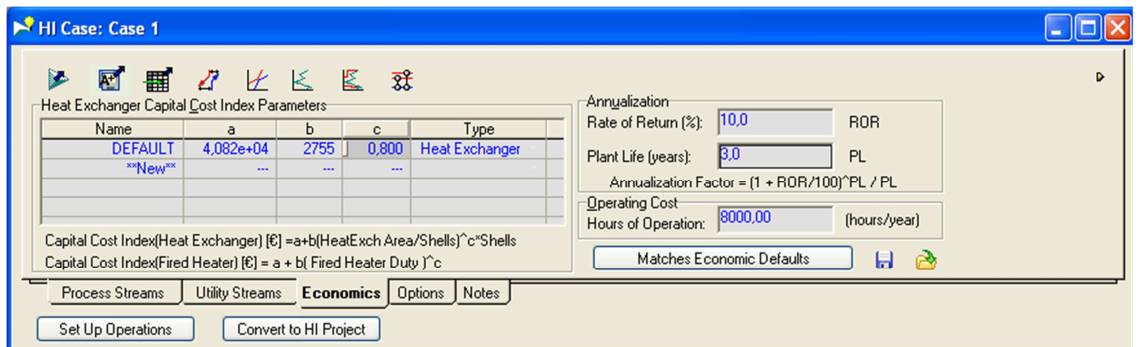 HI Case: Case 1
Heat Exchanger Capital Cost Index Parameters
Name a b c Type
DEFAULT 4,082e+04 2755 0,800 Heat Exchanger
**New** --- --- ---
Capital Cost Index(Heat Exchanger) [€] =a+b(HeatExch Area/Shells)^c*Shells
Capital Cost Index(Fired Heater) [€] = a + b( Fired Heater Duty )^c
Annualization
Rate of Return (%): 10,0 ROR
Plant Life (years): 3,0 PL
Annualization Factor = (1 + ROR/100)^PL / PL
Operating Cost
Hours of Operation: 8000,00 (hours/year)
Matches Economic Defaults
Process Streams Utility Streams Economics Options Notes
Set Up Operations Convert to HI Project